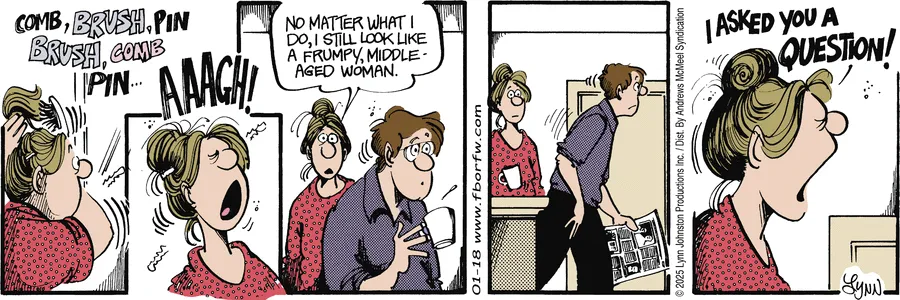 COMB, BRUSH, PIN
BRUSH, COMB
PIN...
AAAGH!
NO MATTER WHAT I
DO, I STILL LOOK LIKE
A FRUMPY, MIDDLE-
AGED WOMAN.
01-18 www.fborfw.com
© 2025 Lynn Johnston Productions Inc. / Dist. By Andrews McMeel Syndication
I ASKED YOU A
QUESTION!
LYNN